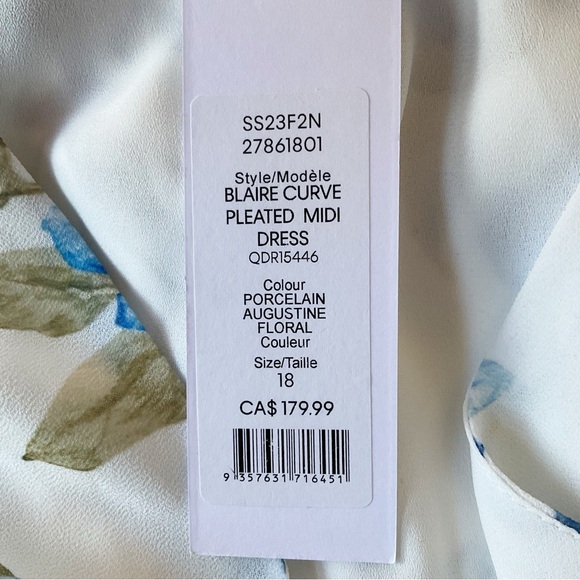 SS23F2N
27861801
Style/Modèle
BLAIRE CURVE
PLEATED MIDI
DRESS
QDR15446
Colour
PORCELAIN
AUGUSTINE
FLORAL
Couleur
Size/Taille
18
CA$ 179.99
9 357631 716451